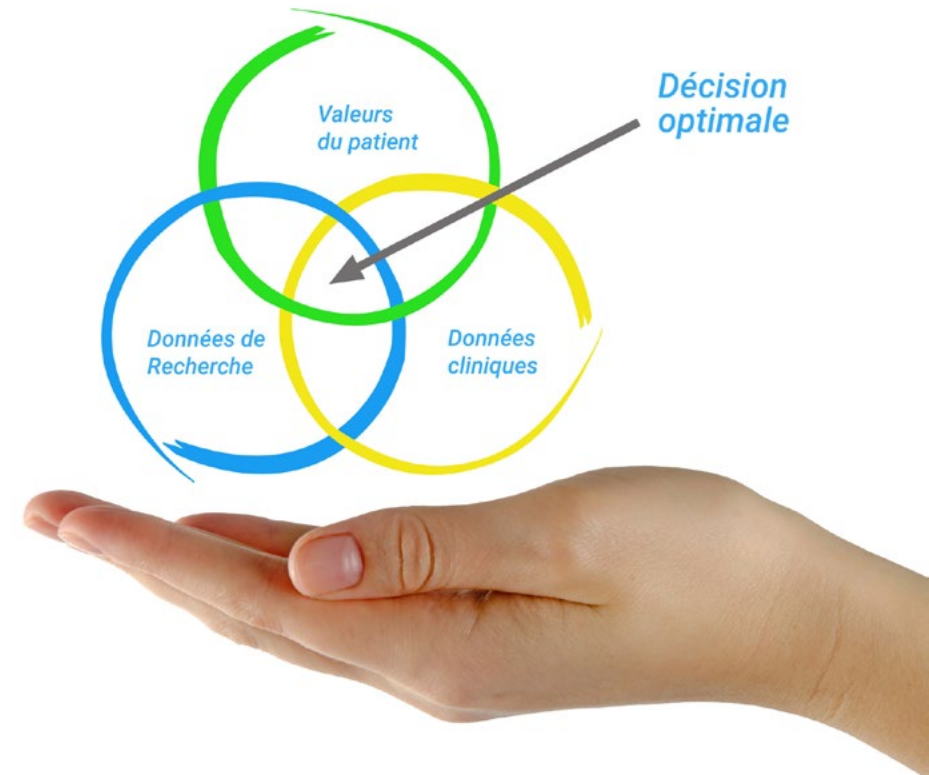 Valeurs
du patient
Décision
optimale
Données de
Recherche
Données
cliniques